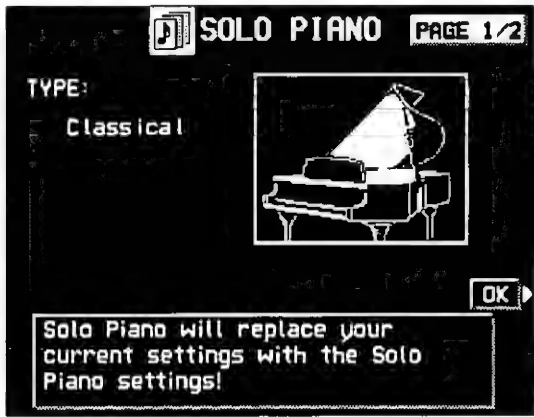 SOLO PIANO PAGE 1/2
TYPE:
Classical
OK
Solo Piano will replace your
current settings with the Solo
Piano settings!